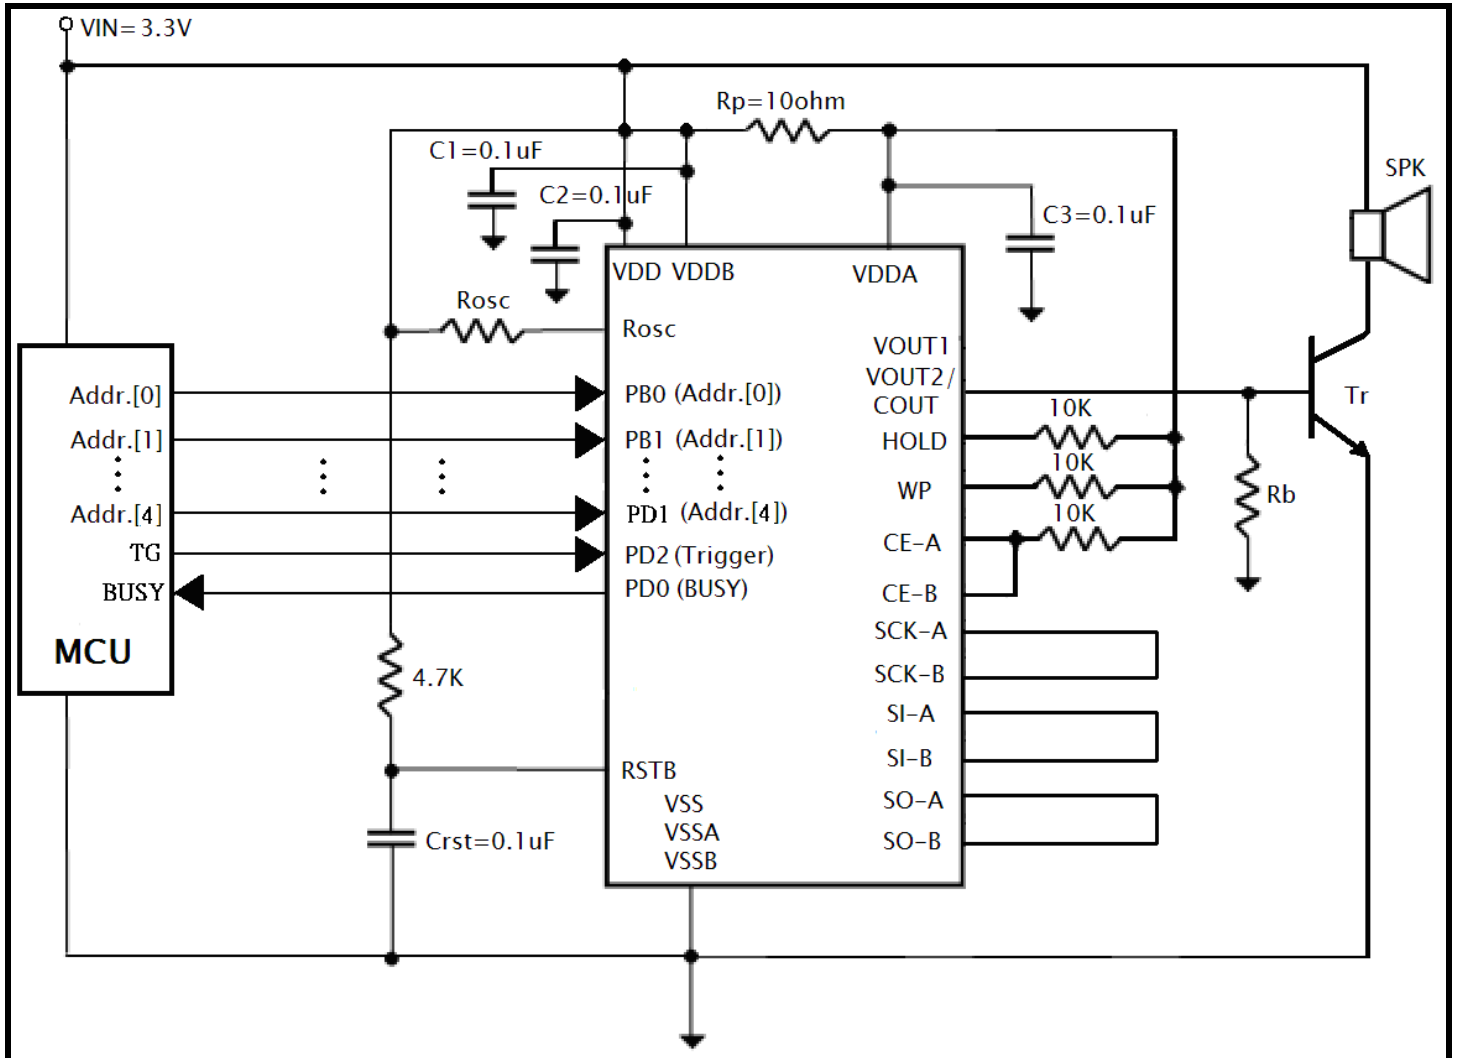 VIN= 3.3V
Rp=10ohm
C1=0.1uF
C2=0.1uF
SPK
C3=0.1uF
VDD VDDB
VDDA
Rosc
Rosc
VOUT1
VOUT2/
COUT
Addr.[0]
PB0 (Addr.[0])
Tr
10K
Addr.[1]
PB1 (Addr.[1])
HOLD
10K
WP
Rb
Addr.[4]
PD1 (Addr.[4])
10K
TG
PD2 (Trigger)
CE-A
BUSY
PD0 (BUSY)
CE-B
MCU
SCK-A
4.7K
SCK-B
SI-A
SI-B
RSTB
VSS
SO-A
VSSA
Crst=0.1uF
SO-B
VSSB